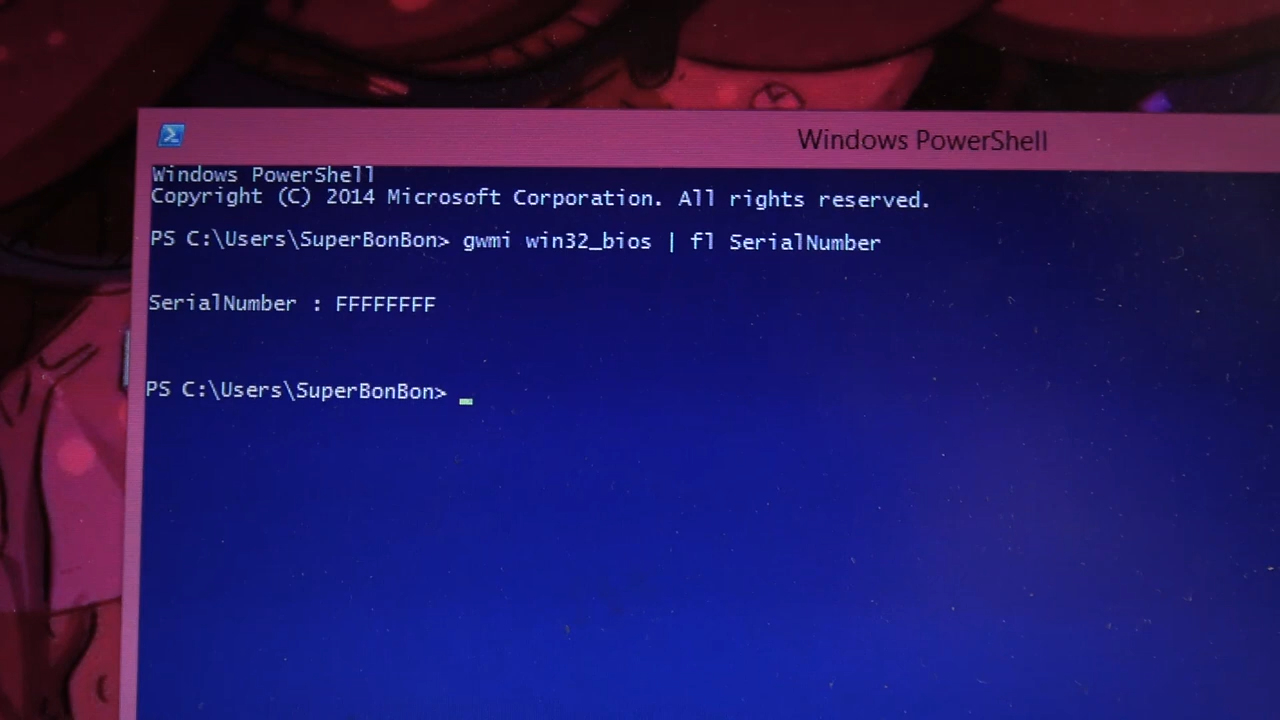 Windows PowerShell
Windows PowerShell
Copyright (C) 2014 Microsoft Corporation. All rights reserved.
PS C:\Users\SuperBonBon> gwmi win32_bios | fl SerialNumber
SerialNumber : FFFFFFFF
PS C:\Users\SuperBonBon>